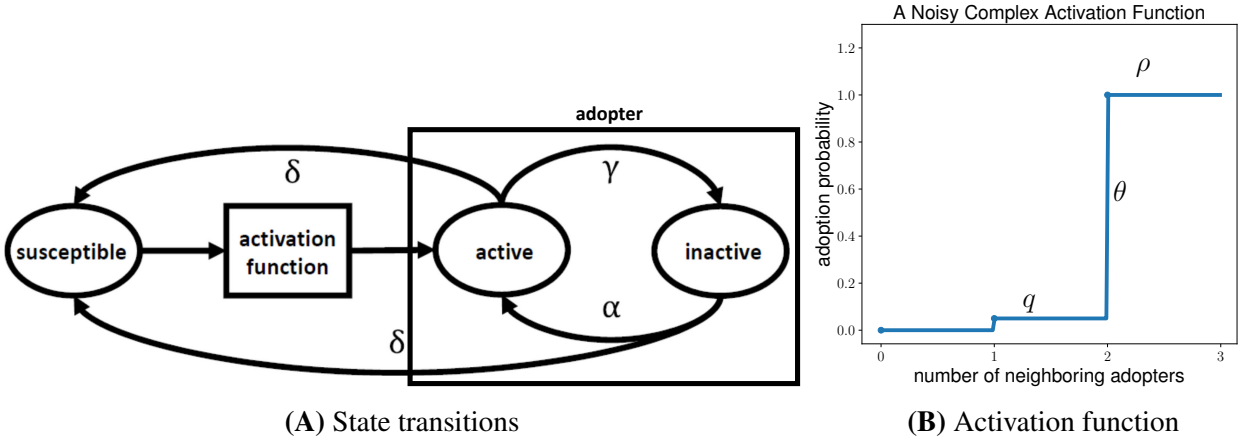 adopter
δ
γ
susceptible
activation
function
active
inactive
α
δ
(A) State transitions
A Noisy Complex Activation Function
adoption probability
1.2
1.0
0.8
0.6
0.4
0.2
0.0
ρ
θ
q
0 1 2 3
number of neighboring adopters
(B) Activation function